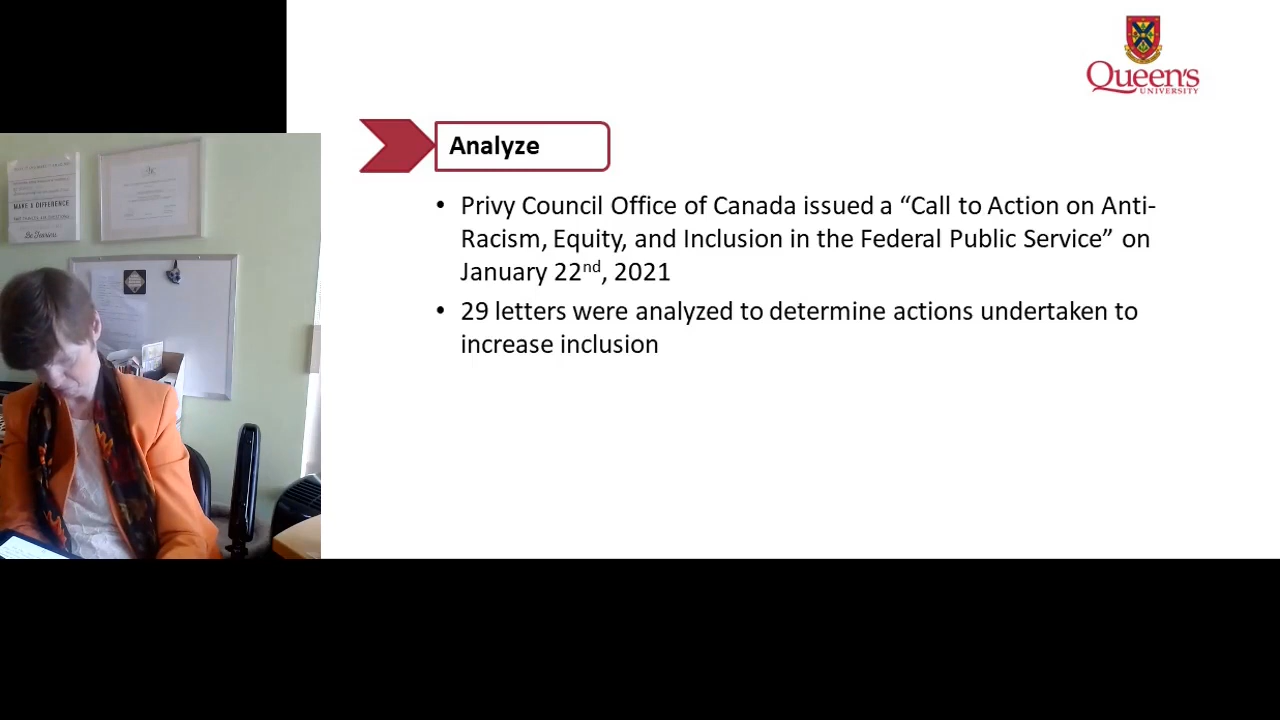 Queen's
UNIVERSITY
Analyze
• Privy Council Office of Canada issued a “Call to Action on Anti-
Racism, Equity, and Inclusion in the Federal Public Service” on
January 22nd, 2021
• 29 letters were analyzed to determine actions undertaken to
increase inclusion
MAKE A DIFFERENCE